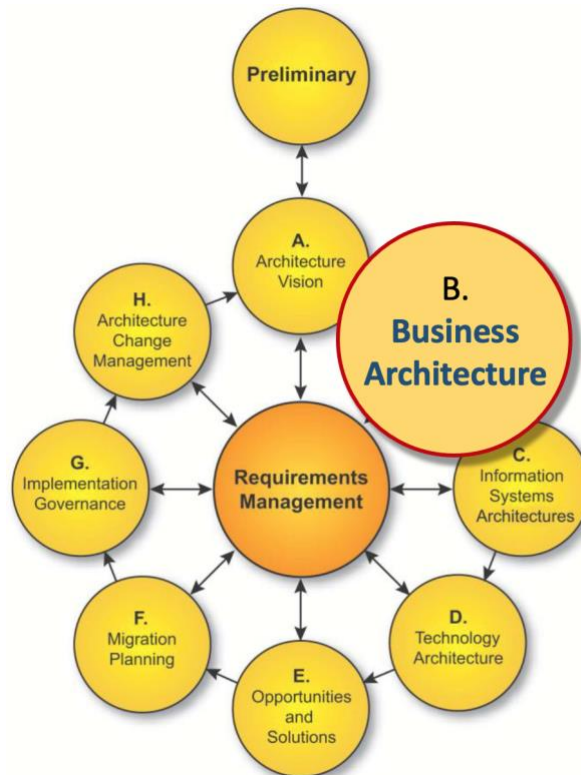 Preliminary
A.
Architecture
Vision
B.
Business
Architecture
H.
Architecture
Change
Management
G.
Implementation
Governance
Requirements
Management
C.
Information
Systems
Architectures
F.
Migration
Planning
D.
Technology
Architecture
E.
Opportunities
and
Solutions